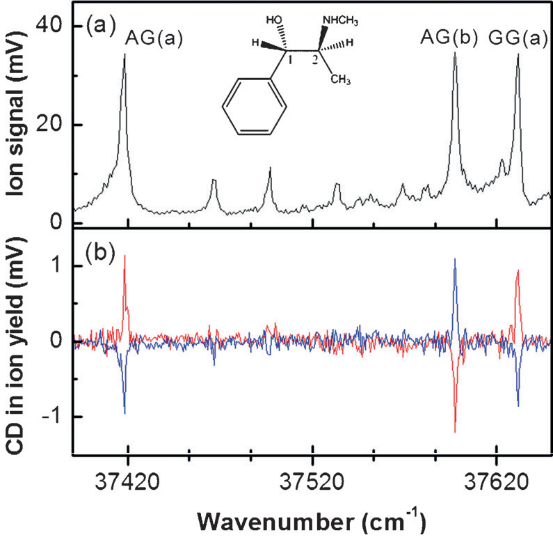 (a)
AG(a)
HO
NHCH₃
AG(b)
GG(a)
H
1
2
H
CH₃
Ion signal (mV)
40
20
0
(b)
CD in ion yield (mV)
1
0
-1
37420
37520
37620
Wavenumber (cm⁻¹)